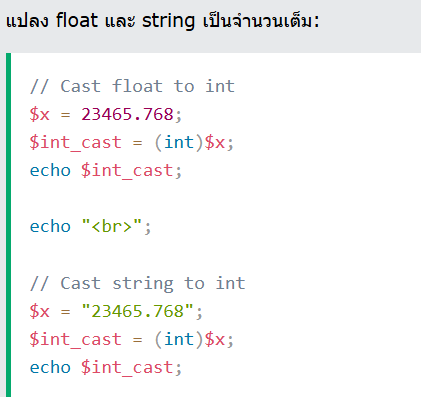 แปลง float และ string เป็นจำนวนเต็ม:
// Cast float to int
$x = 23465.768;
$int_cast = (int)$x;
echo $int_cast;
echo "<br>";
// Cast string to int
$x = "23465.768";
$int_cast = (int)$x;
echo $int_cast;